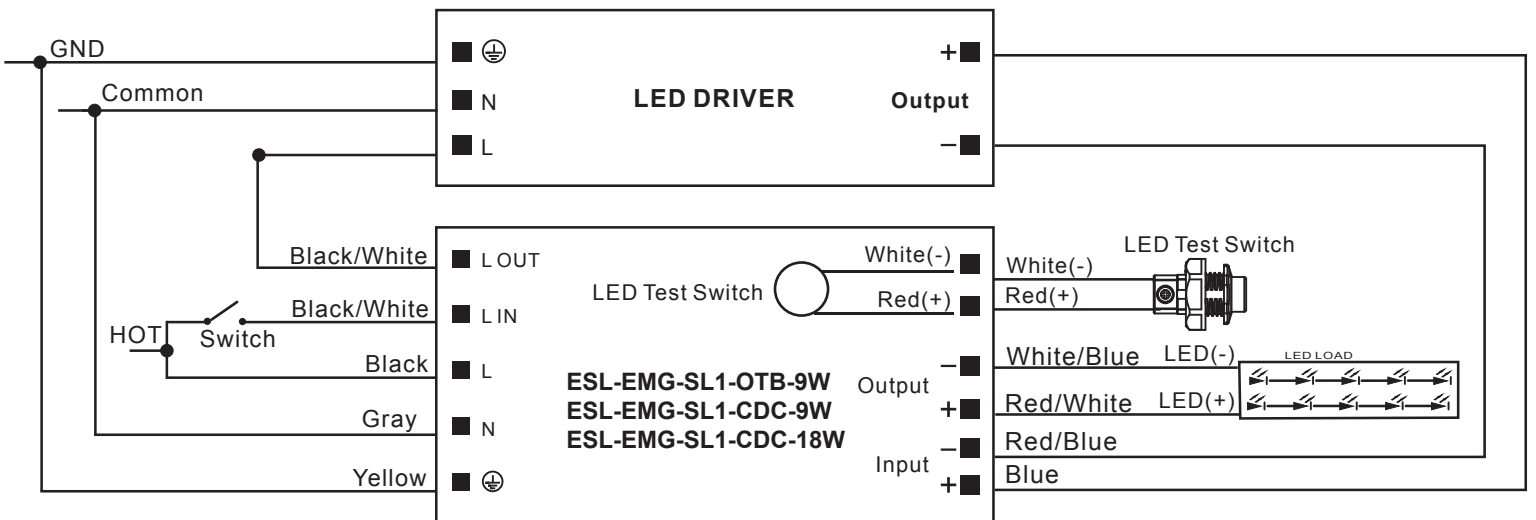 GND
+
Common
N
LED DRIVER
Output
L
−
Black/White
L OUT
White(-)
LED Test Switch
White(-)
LED Test Switch
Red(+)
Red(+)
Black/White
L IN
HOT
Switch
Black
L
ESL-EMG-SL1-OTB-9W
ESL-EMG-SL1-CDC-9W
ESL-EMG-SL1-CDC-18W
Output
−
White/Blue
LED(-)
LED LOAD
+
Red/White
LED(+)
Gray
N
Input
−
Red/Blue
+
Blue
Yellow